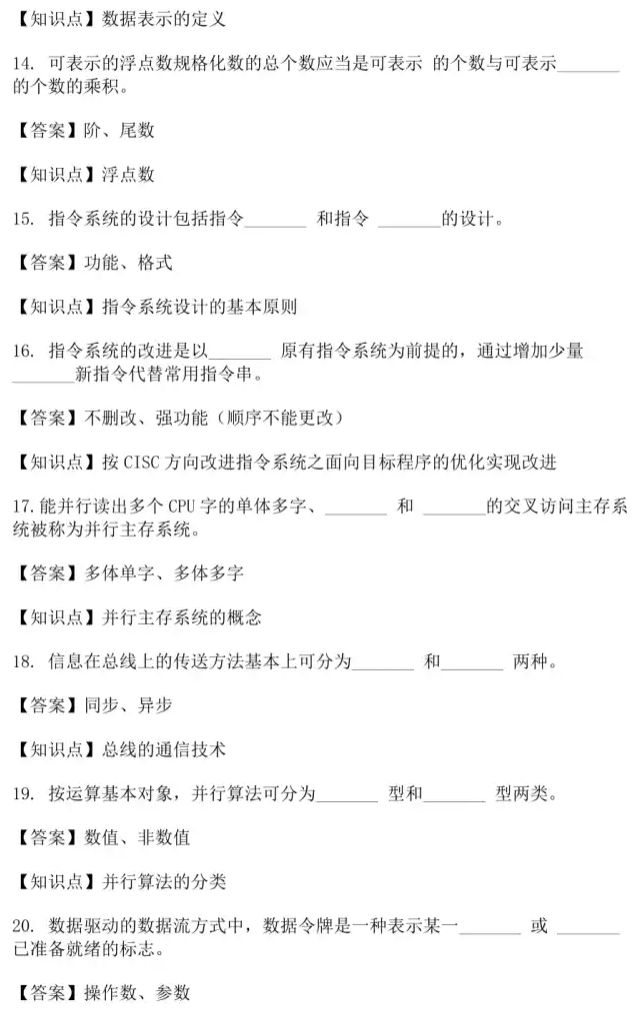 【知识点】数据表示的定义
14. 可表示的浮点数规格化数的总个数应当是可表示 的个数与可表示_______
的个数的乘积。
【答案】阶、尾数
【知识点】浮点数
15. 指令系统的设计包括指令_______ 和指令 _______的设计。
【答案】功能、格式
【知识点】指令系统设计的基本原则
16. 指令系统的改进是以_______ 原有指令系统为前提的，通过增加少量
_______新指令代替常用指令串。
【答案】不删改、强功能（顺序不能更改）
【知识点】按 CISC 方向改进指令系统之面向目标程序的优化实现改进
17.能并行读出多个 CPU 字的单体多字、_______ 和 _______的交叉访问主存系
统被称为并行主存系统。
【答案】多体单字、多体多字
【知识点】并行主存系统的概念
18. 信息在总线上的传送方法基本上可分为_______ 和_______ 两种。
【答案】同步、异步
【知识点】总线的通信技术
19. 按运算基本对象，并行算法可分为_______ 型和_______ 型两类。
【答案】数值、非数值
【知识点】并行算法的分类
20. 数据驱动的数据流方式中，数据令牌是一种表示某一_______ 或 _______
已准备就绪的标志。
【答案】操作数、参数